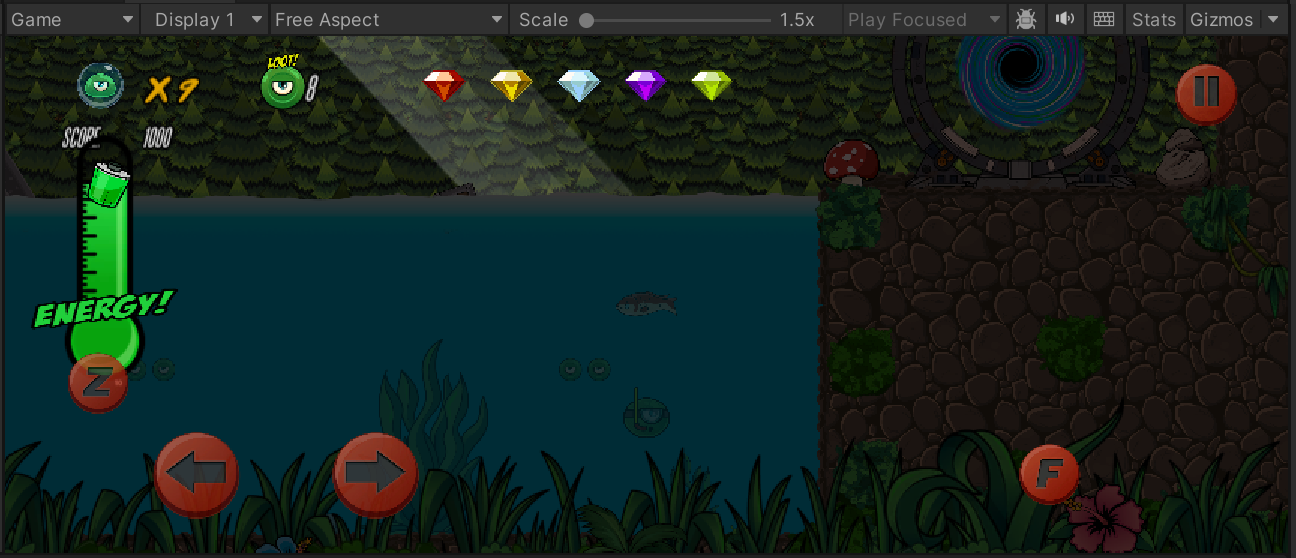 Game Display 1 Free Aspect Scale 1.5x Play Focused Stats Gizmos
LOOT!
X 9 8
SCORE 1000
ENERGY!
Z
F